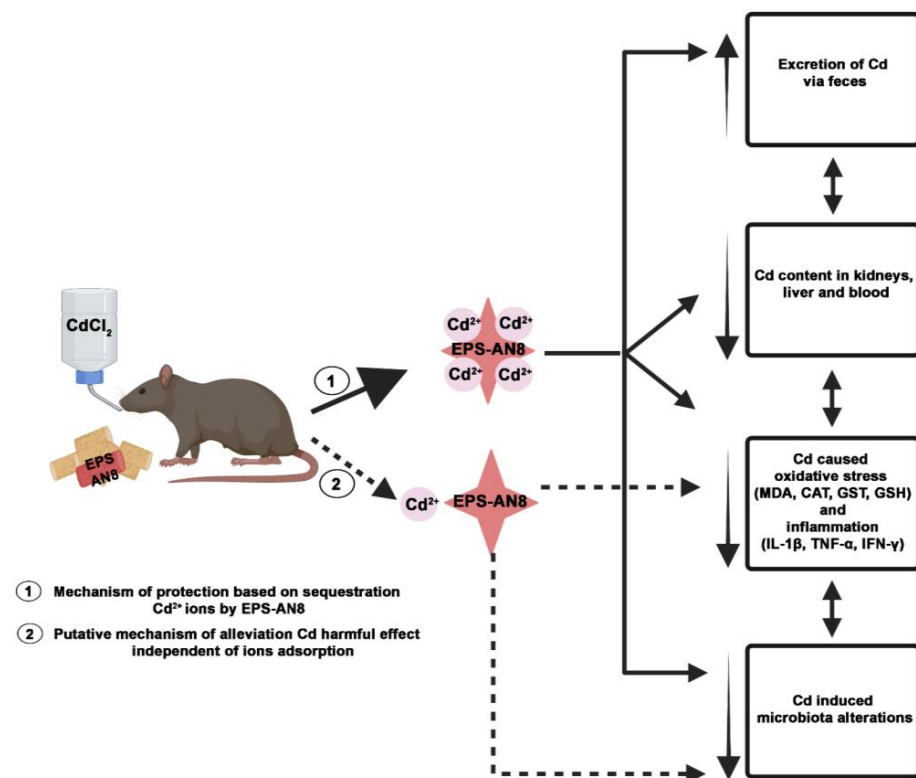 Excretion of Cd
via feces
Cd content in kidneys,
liver and blood
CdCl₂
Cd²⁺
Cd²⁺
EPS-AN8
Cd²⁺
Cd²⁺
1
EPS
AN8
2
Cd²⁺
EPS-AN8
Cd caused
oxidative stress
(MDA, CAT, GST, GSH)
and
inflammation
(IL-1β, TNF-α, IFN-γ)
1 Mechanism of protection based on sequestration
Cd²⁺ ions by EPS-AN8
2 Putative mechanism of alleviation Cd harmful effect
independent of ions adsorption
Cd induced
microbiota alterations